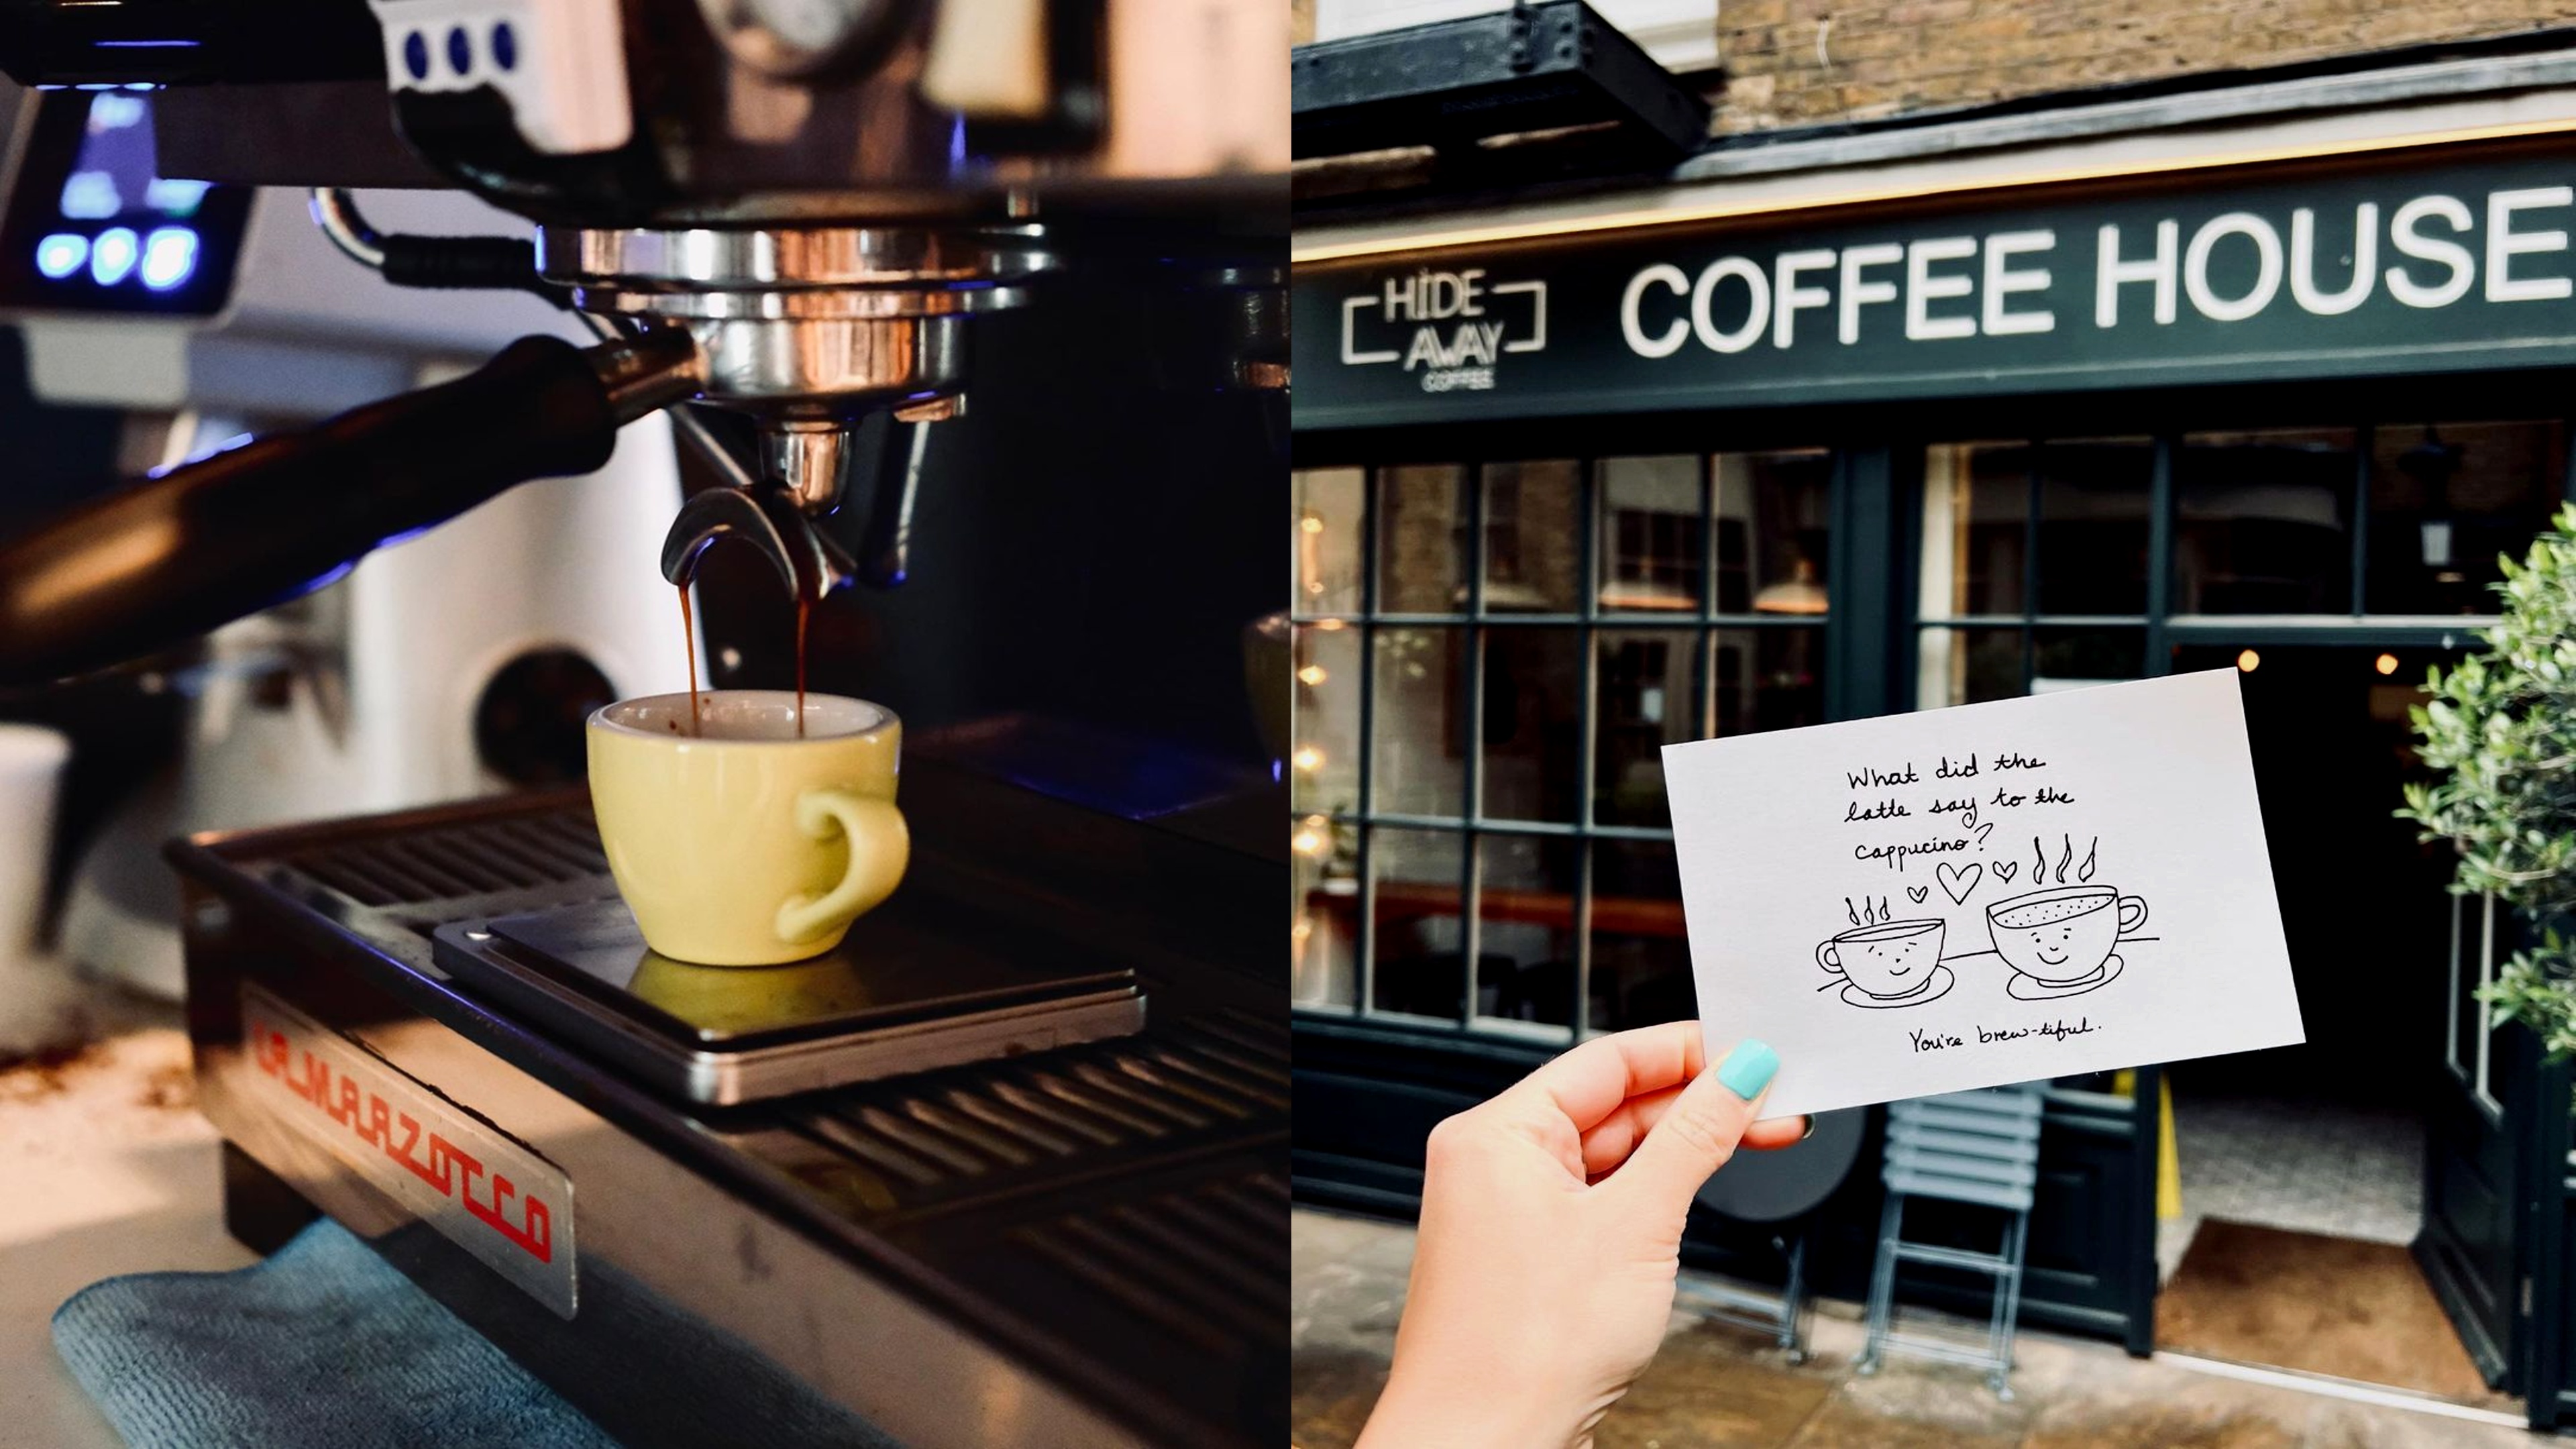 LA MARZOCCO
HIDE
AWAY
COFFEE
COFFEE HOUSE
What did the
latte say to the
cappucino?
You're brew-tiful.